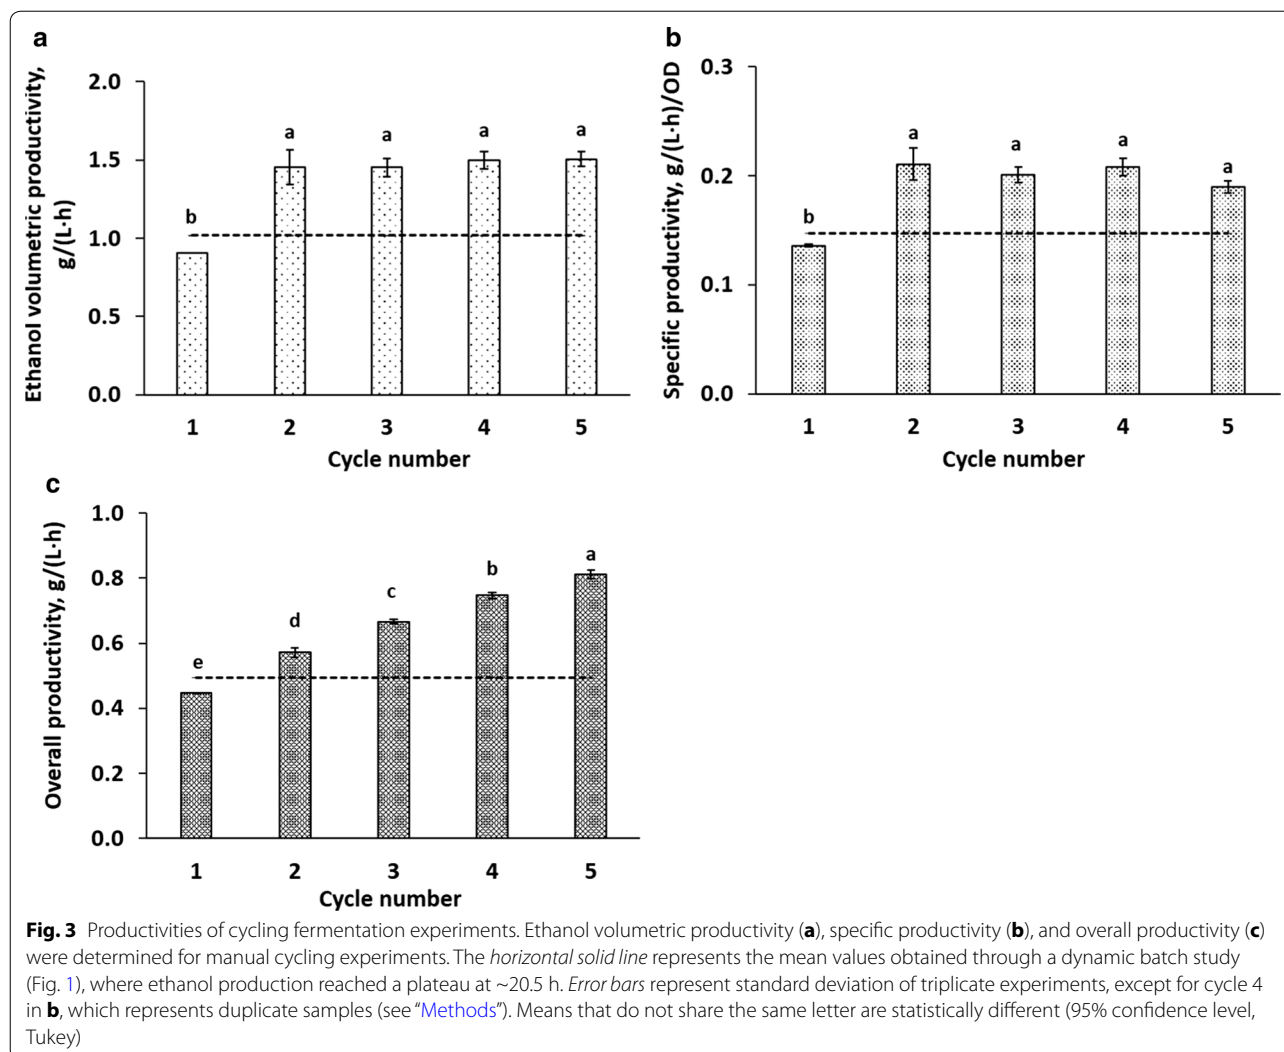 a
Ethanol volumetric productivity,
g/(L·h)
2.0
1.5
1.0
0.5
0.0
b
a
a
a
a
1 2 3 4 5
Cycle number
b
Specific productivity, g/(L·h)/OD
0.3
0.2
0.1
0.0
b
a
a
a
a
1 2 3 4 5
Cycle number
c
Overall productivity, g/(L·h)
1.0
0.8
0.6
0.4
0.2
0.0
e
d
c
b
a
1 2 3 4 5
Cycle number
Fig. 3 Productivities of cycling fermentation experiments. Ethanol volumetric productivity (a), specific productivity (b), and overall productivity (c)
were determined for manual cycling experiments. The horizontal solid line represents the mean values obtained through a dynamic batch study
(Fig. 1), where ethanol production reached a plateau at ~20.5 h. Error bars represent standard deviation of triplicate experiments, except for cycle 4
in b, which represents duplicate samples (see “Methods”). Means that do not share the same letter are statistically different (95% confidence level,
Tukey)